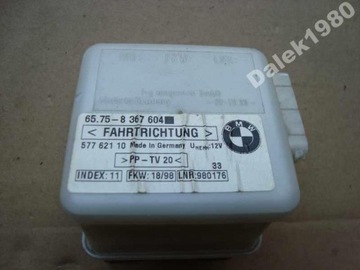 Dalek1980
65.75-8 367 604
< FAHRTRICHTUNG >
577 621 10 Made in Germany U NENN: 12V
BMW
>PP-TV 20<
33
INDEX: 11 FKW: 18/98 LNR: 980176